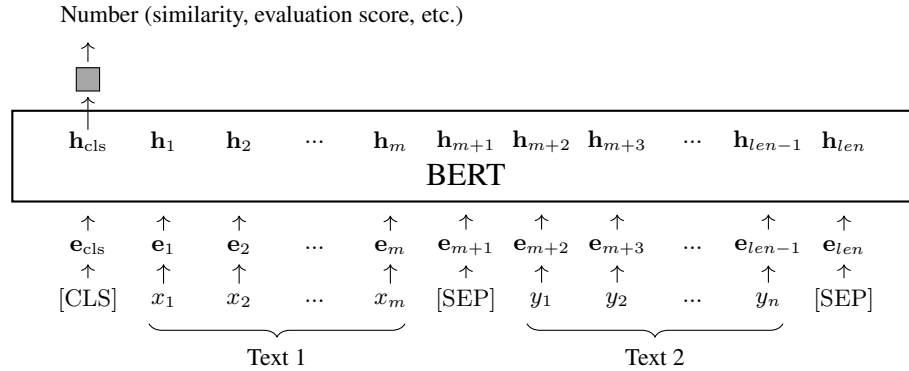 Number (similarity, evaluation score, etc.)
h_cls h_1 h_2 ... h_m h_{m+1} h_{m+2} h_{m+3} ... h_{len−1} h_{len}
BERT
e_cls e_1 e_2 ... e_m e_{m+1} e_{m+2} e_{m+3} ... e_{len−1} e_{len}
[CLS] x_1 x_2 ... x_m [SEP] y_1 y_2 ... y_n [SEP]
Text 1 Text 2